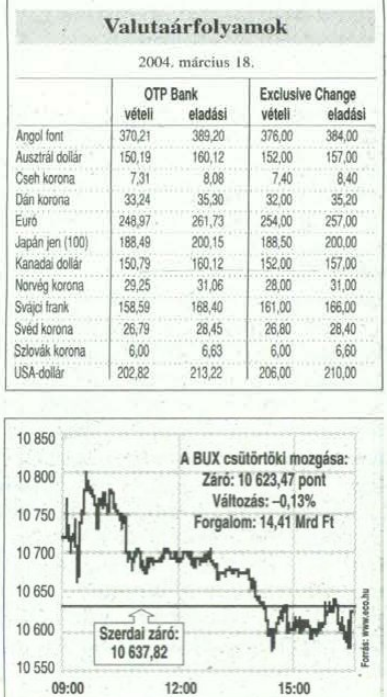 Valutaárfolyamok
2004. március 18.
OTP Bank Exclusive Change
vételi eladási vételi eladási
Angol font 370,21 389,20 376,00 384,00
Ausztrál dollár 150,19 160,12 152,00 157,00
Cseh korona 7,31 8,08 7,40 8,40
Dán korona 33,24 35,30 32,00 35,20
Euró 248,97 261,73 254,00 257,00
Japán jen (100) 188,49 200,15 188,50 200,00
Kanadai dollár 150,79 160,12 152,00 157,00
Norvég korona 29,25 31,06 28,00 31,00
Svájci frank 158,59 168,40 161,00 166,00
Svéd korona 26,79 28,45 26,80 28,40
Szlovák korona 6,00 6,63 6,00 6,60
USA-dollár 202,82 213,22 206,00 210,00
10 850
10 800
10 750
10 700
10 650
10 600
10 550
A BUX csütörtöki mozgása:
Záró: 10 623,47 pont
Változás: –0,13%
Forgalom: 14,41 Mrd Ft
Szerdai záró:
10 637,82
09:00 12:00 15:00
Forrás: www.eco.hu